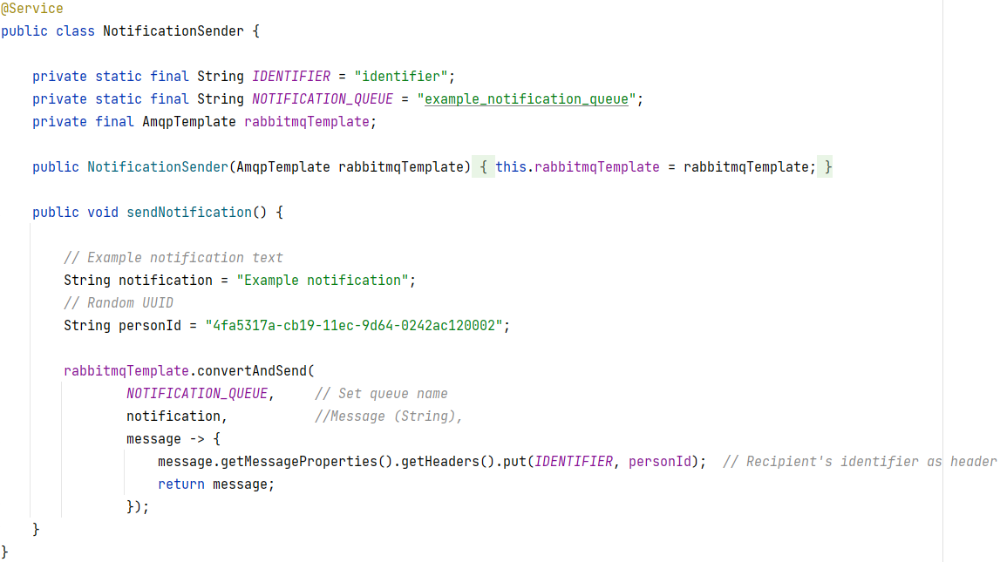 @Service
public class NotificationSender {
private static final String IDENTIFIER = "identifier";
private static final String NOTIFICATION_QUEUE = "example_notification_queue";
private final AmqpTemplate rabbitmqTemplate;
public NotificationSender(AmqpTemplate rabbitmqTemplate) { this.rabbitmqTemplate = rabbitmqTemplate; }
public void sendNotification() {
// Example notification text
String notification = "Example notification";
// Random UUID
String personId = "4fa5317a-cb19-11ec-9d64-0242ac120002";
rabbitmqTemplate.convertAndSend(
NOTIFICATION_QUEUE, // Set queue name
notification, //Message (String),
message -> {
message.getMessageProperties().getHeaders().put(IDENTIFIER, personId); // Recipient's identifier as header
return message;
});
}
}